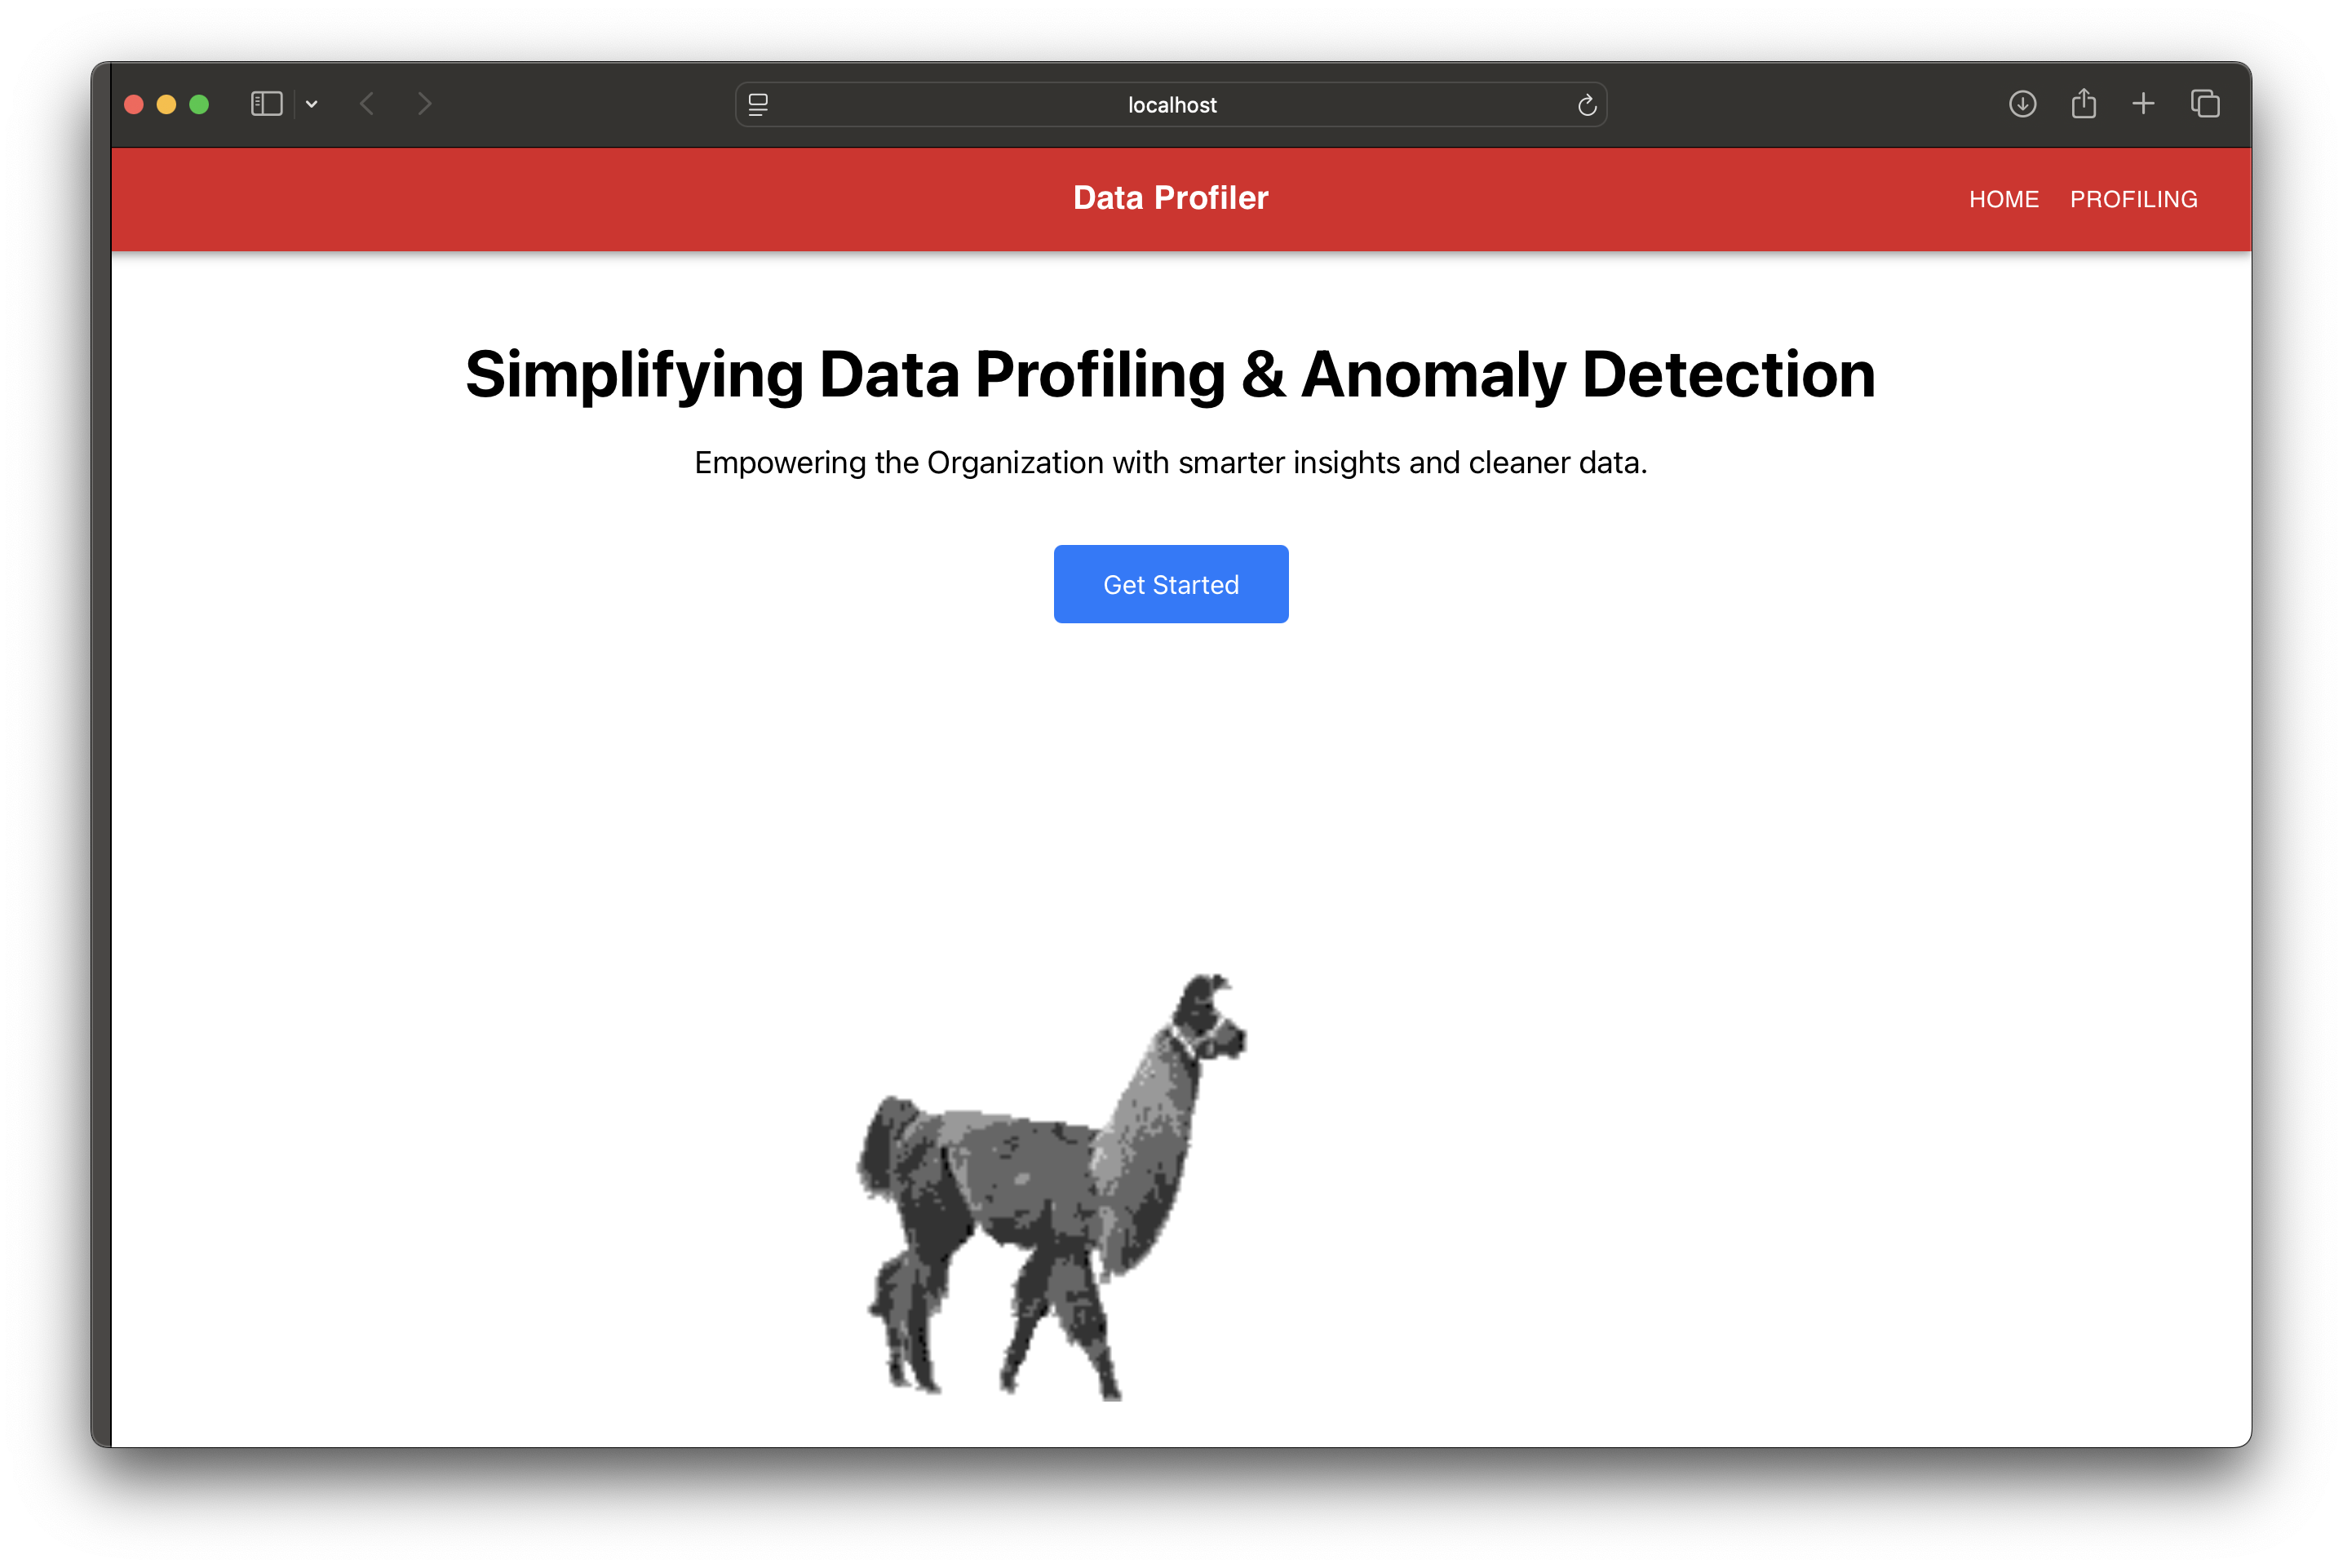 localhost
Data Profiler
HOME PROFILING
Simplifying Data Profiling & Anomaly Detection
Empowering the Organization with smarter insights and cleaner data.
Get Started